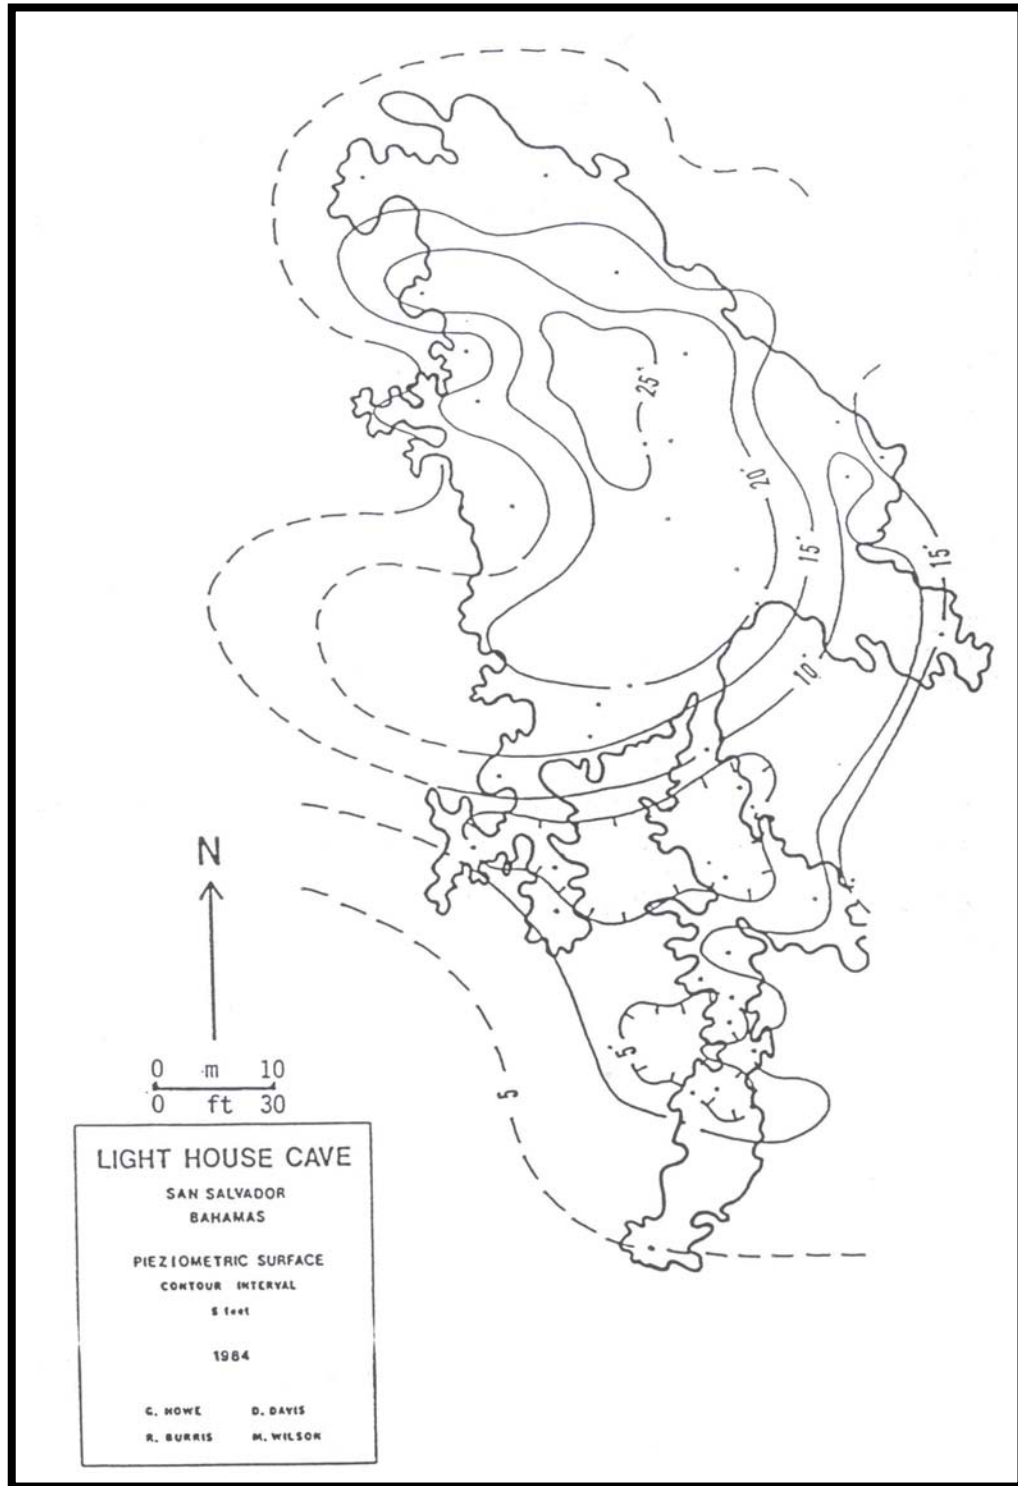 25'
20'
15'
15'
10'
5'
5
N
0 m 10
0 ft 30
LIGHT HOUSE CAVE
SAN SALVADOR
BAHAMAS
PIEZIOMETRIC SURFACE
CONTOUR INTERVAL
5 feet
1984
G. HOWE D. DAVIS
R. BURRIS M. WILSON